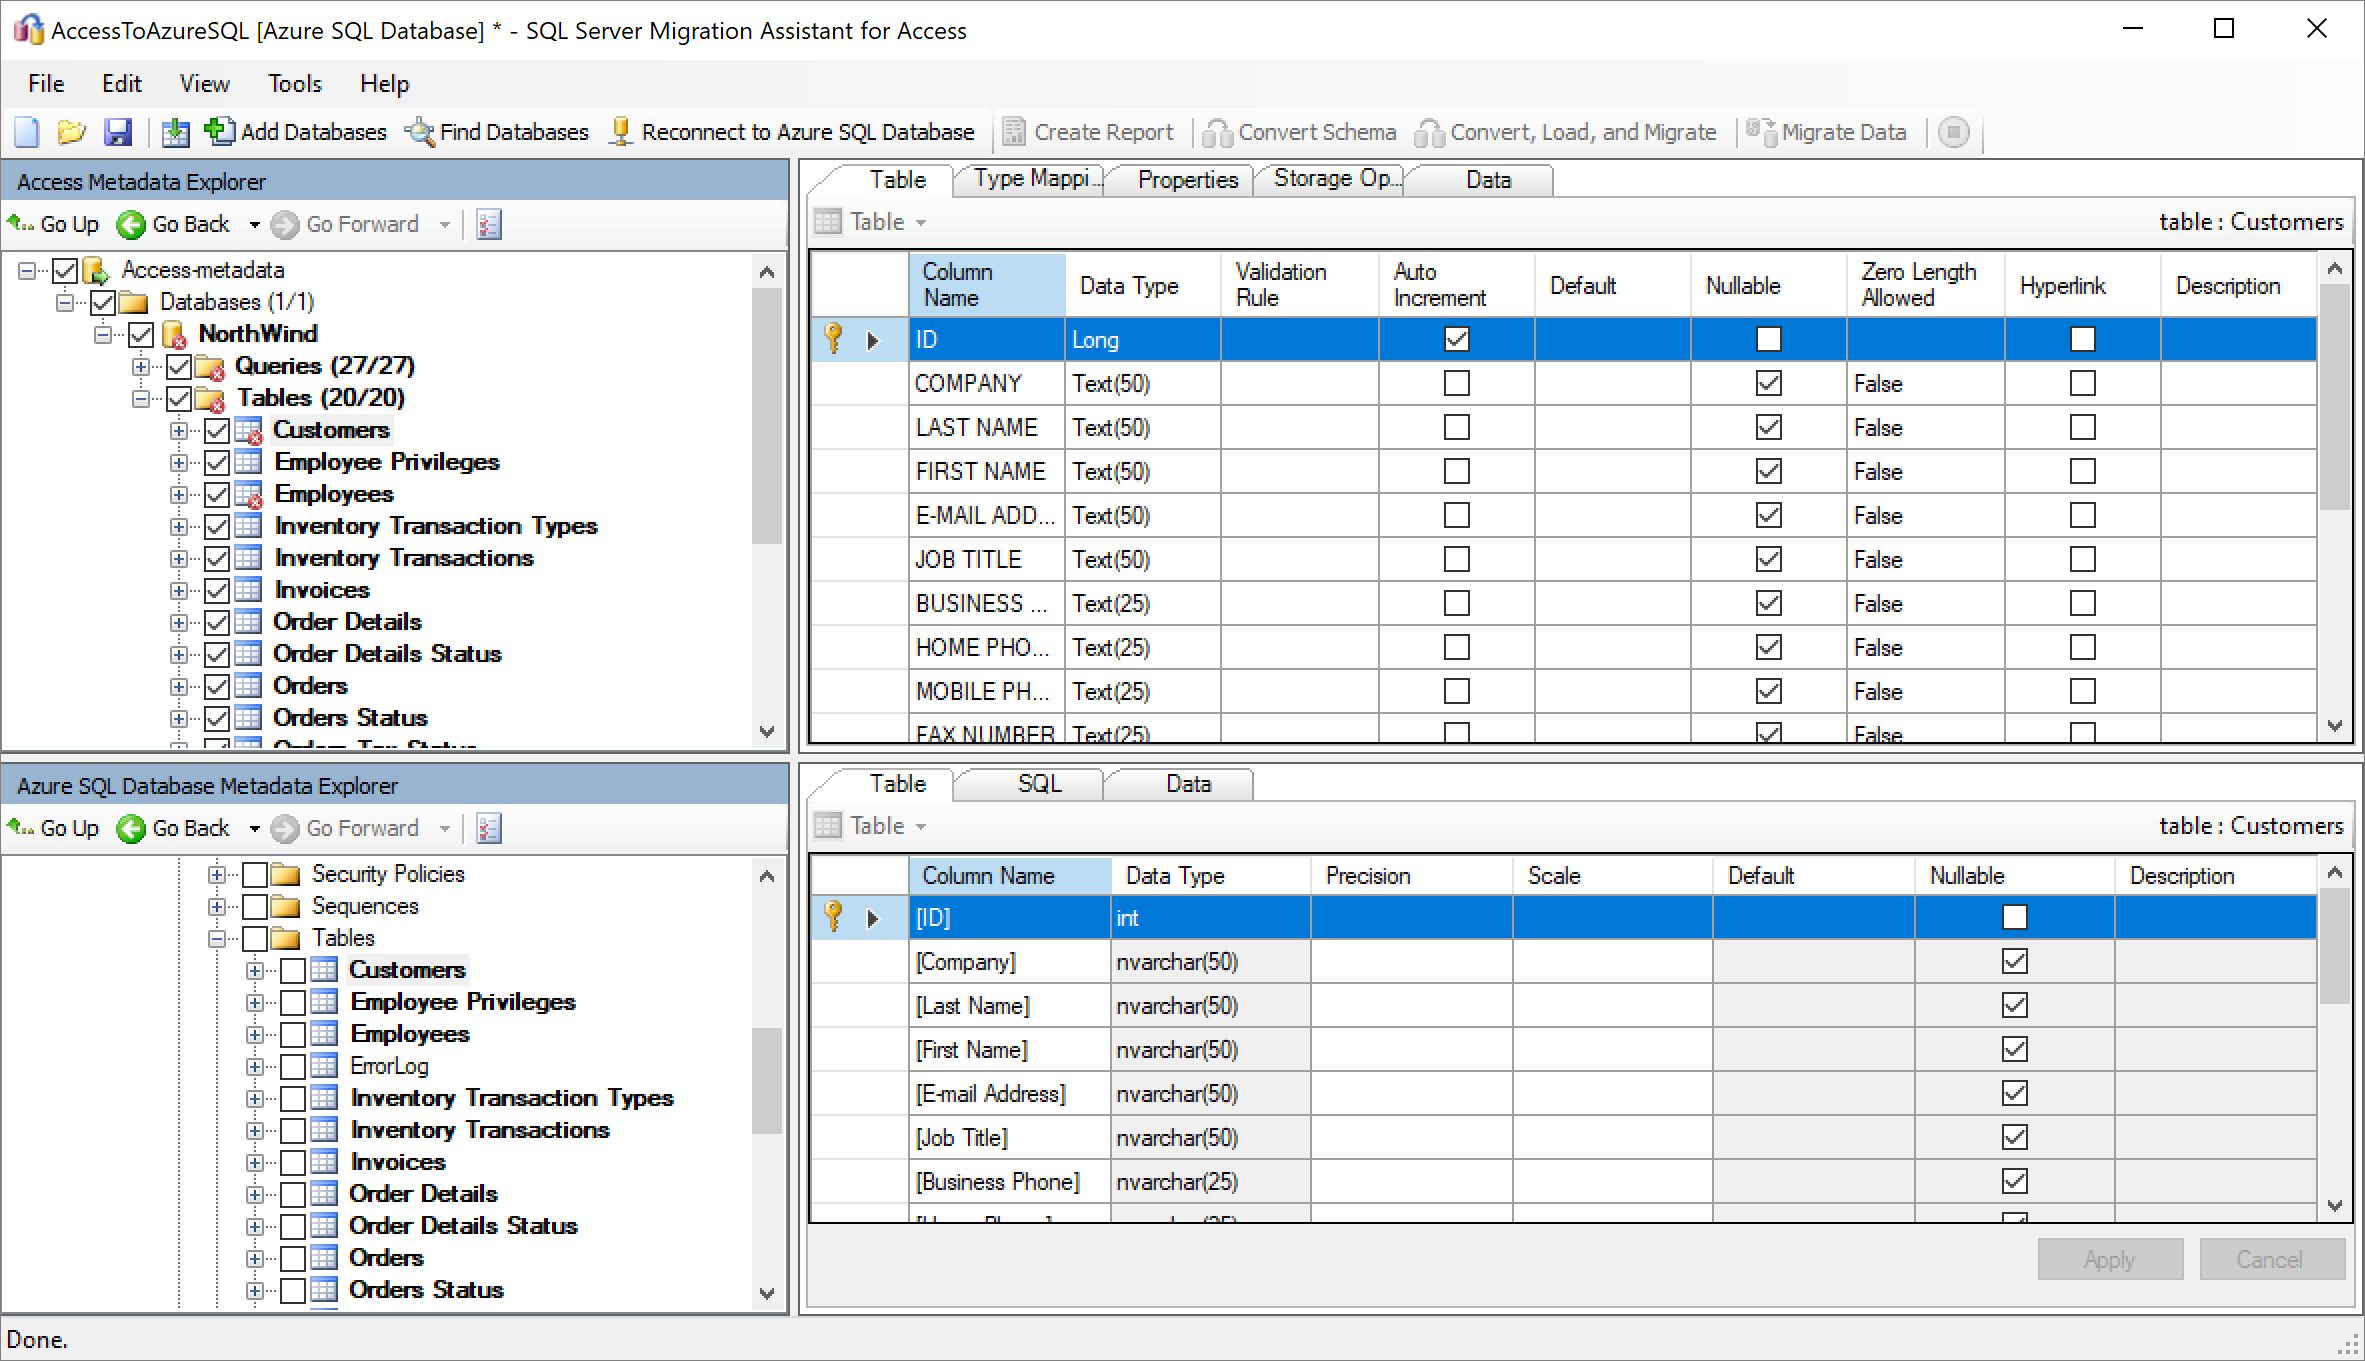 AccessToAzureSQL [Azure SQL Database] * - SQL Server Migration Assistant for Access
File Edit View Tools Help
Add Databases Find Databases Reconnect to Azure SQL Database Create Report Convert Schema Convert, Load, and Migrate Migrate Data
Access Metadata Explorer
Go Up Go Back Go Forward
Access-metadata
Databases (1/1)
NorthWind
Queries (27/27)
Tables (20/20)
Customers
Employee Privileges
Employees
Inventory Transaction Types
Inventory Transactions
Invoices
Order Details
Order Details Status
Orders
Orders Status
Orders Tax Status
Table Type Mappi... Properties Storage Op... Data
Table table : Customers
Column Name Data Type Validation Rule Auto Increment Default Nullable Zero Length Allowed Hyperlink Description
ID Long
COMPANY Text(50) False
LAST NAME Text(50) False
FIRST NAME Text(50) False
E-MAIL ADD... Text(50) False
JOB TITLE Text(50) False
BUSINESS ... Text(25) False
HOME PHO... Text(25) False
MOBILE PH... Text(25) False
FAX NUMBER Text(25) False
Azure SQL Database Metadata Explorer
Go Up Go Back Go Forward
Security Policies
Sequences
Tables
Customers
Employee Privileges
Employees
ErrorLog
Inventory Transaction Types
Inventory Transactions
Invoices
Order Details
Order Details Status
Orders
Orders Status
Table SQL Data
Table table : Customers
Column Name Data Type Precision Scale Default Nullable Description
[ID] int
[Company] nvarchar(50)
[Last Name] nvarchar(50)
[First Name] nvarchar(50)
[E-mail Address] nvarchar(50)
[Job Title] nvarchar(50)
[Business Phone] nvarchar(25)
Apply Cancel
Done.